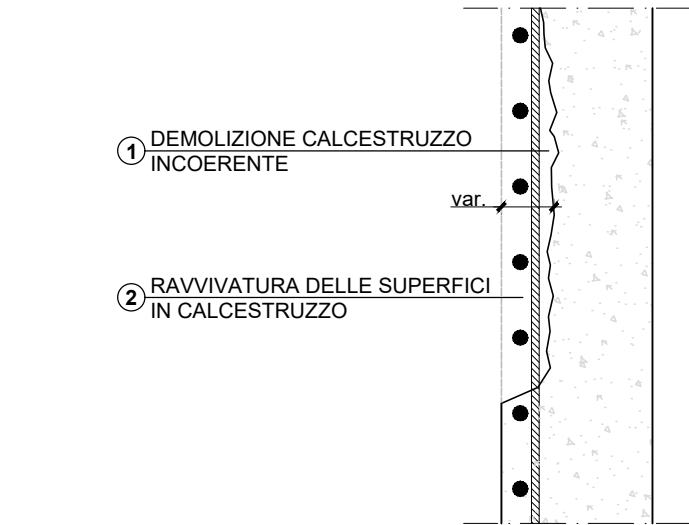 1 DEMOLIZIONE CALCESTRUZZO
INCOERENTE
var.
2 RAVVIVATURA DELLE SUPERFICI
IN CALCESTRUZZO